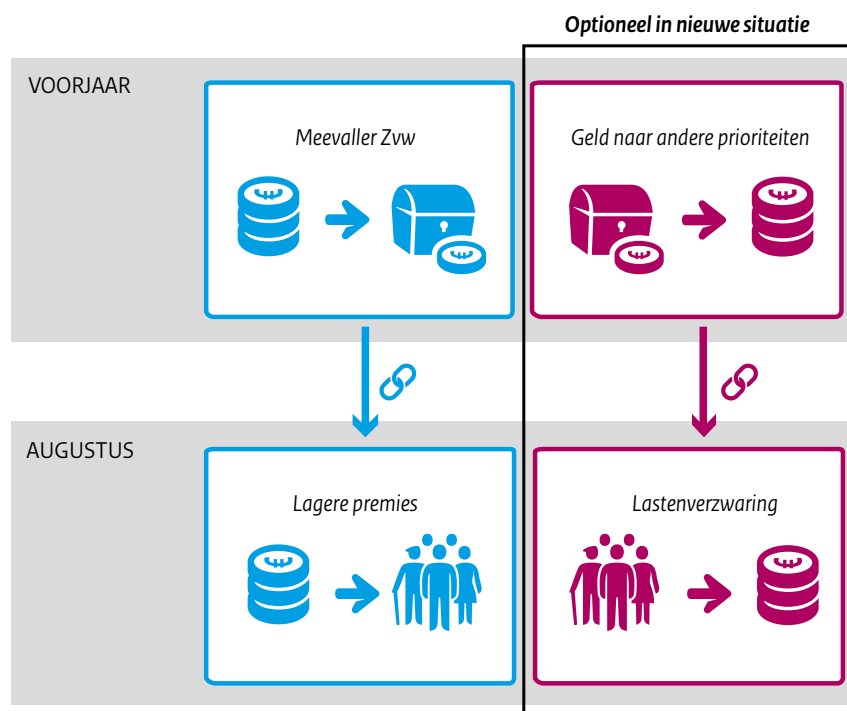 Optioneel in nieuwe situatie
VOORJAAR
Meevaller Zvw
Geld naar andere prioriteiten
AUGUSTUS
Lagere premies
Lastenverzwaring